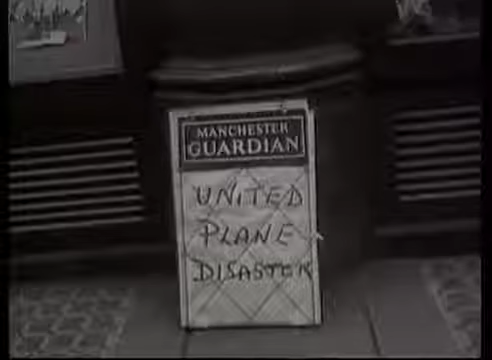 MANCHESTER
GUARDIAN
UNITED
PLANE
DISASTER